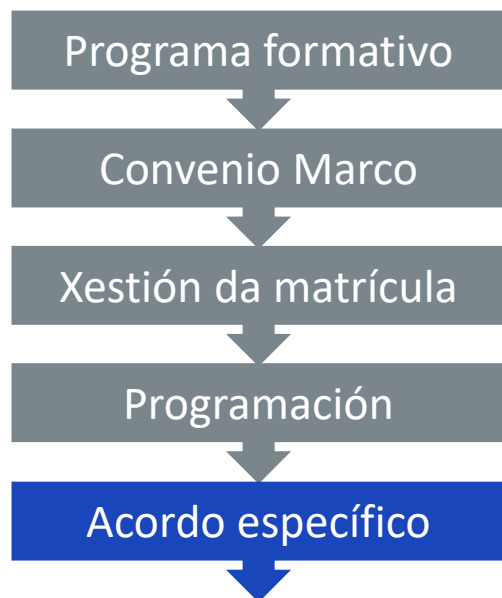 Programa formativo
Convenio Marco
Xestión da matrícula
Programación
Acordo específico